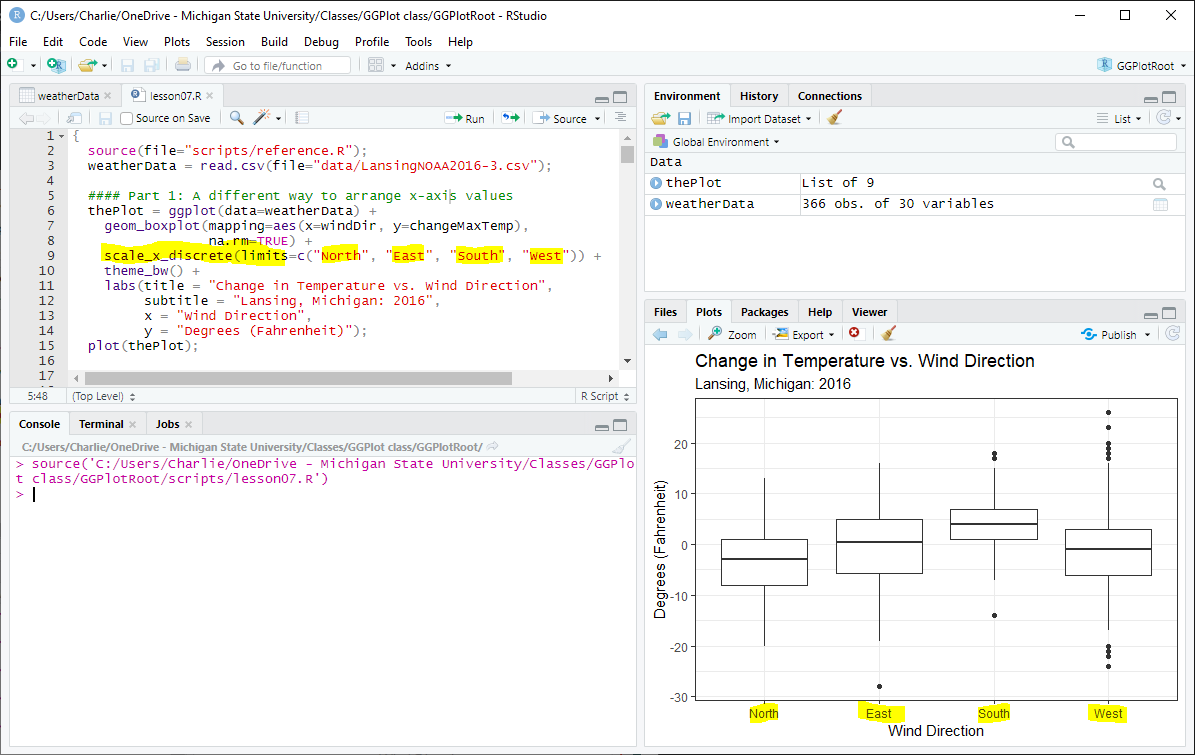 C:/Users/Charlie/OneDrive - Michigan State University/Classes/GGPlot class/GGPlotRoot - RStudio
File Edit Code View Plots Session Build Debug Profile Tools Help
Go to file/function Addins GGPlotRoot
weatherData lesson07.R
Source on Save Run Source
1 {
2 source(file="scripts/reference.R");
3 weatherData = read.csv(file="data/LansingNOAA2016-3.csv");
4
5 #### Part 1: A different way to arrange x-axis values
6 thePlot = ggplot(data=weatherData) +
7 geom_boxplot(mapping=aes(x=windDir, y=changeMaxTemp),
8 na.rm=TRUE) +
9 scale_x_discrete(limits=c("North", "East", "South", "West")) +
10 theme_bw() +
11 labs(title = "Change in Temperature vs. Wind Direction",
12 subtitle = "Lansing, Michigan: 2016",
13 x = "Wind Direction",
14 y = "Degrees (Fahrenheit)");
15 plot(thePlot);
16
17
5:48 (Top Level) R Script
Console Terminal Jobs
C:/Users/Charlie/OneDrive - Michigan State University/Classes/GGPlot class/GGPlotRoot/
> source('C:/Users/Charlie/OneDrive - Michigan State University/Classes/GGPlo
t class/GGPlotRoot/scripts/lesson07.R')
>
Environment History Connections
Import Dataset List
Global Environment
Data
thePlot List of 9
weatherData 366 obs. of 30 variables
Files Plots Packages Help Viewer
Zoom Export Publish
Change in Temperature vs. Wind Direction
Lansing, Michigan: 2016
Degrees (Fahrenheit)
20
10
0
-10
-20
-30
North East South West
Wind Direction